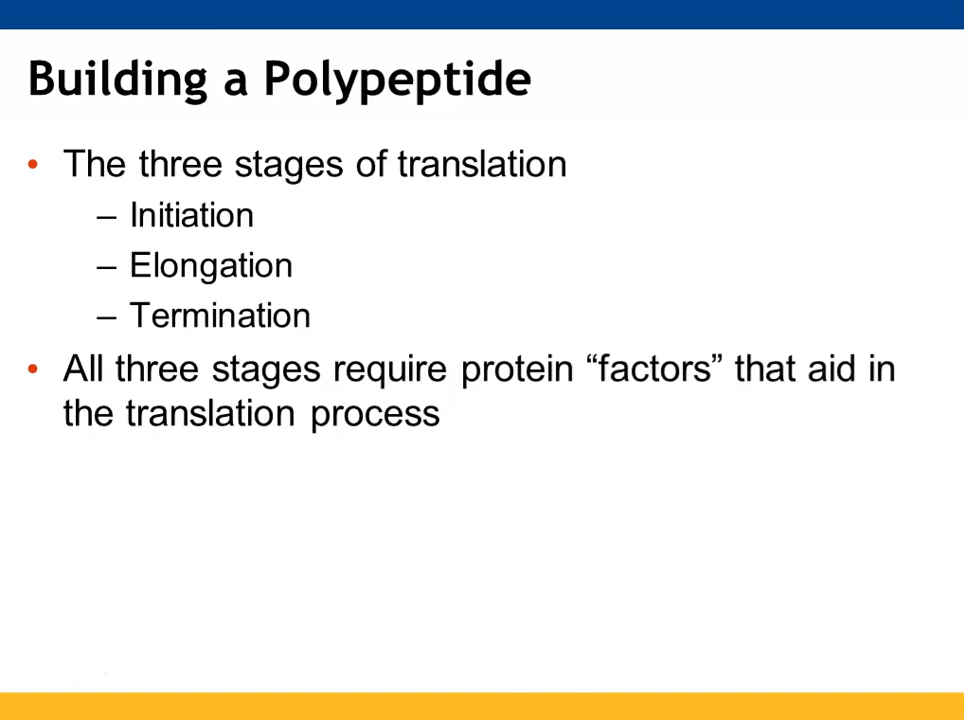 Building a Polypeptide
• The three stages of translation
– Initiation
– Elongation
– Termination
• All three stages require protein “factors” that aid in
the translation process